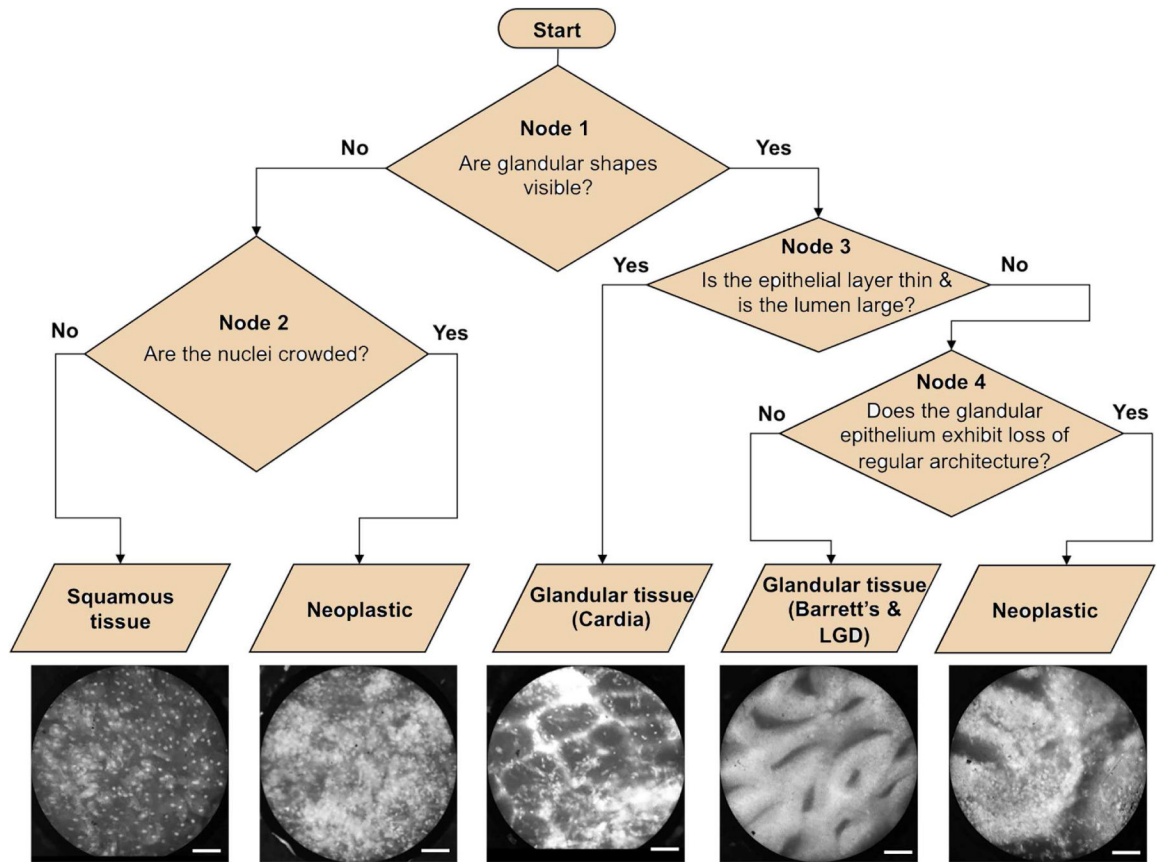 Start
Node 1
Are glandular shapes
visible?
No
Yes
Node 3
Is the epithelial layer thin &
is the lumen large?
Yes
No
Node 2
Are the nuclei crowded?
No
Yes
Node 4
Does the glandular
epithelium exhibit loss of
regular architecture?
No
Yes
Squamous
tissue
Neoplastic
Glandular tissue
(Cardia)
Glandular tissue
(Barrett's &
LGD)
Neoplastic